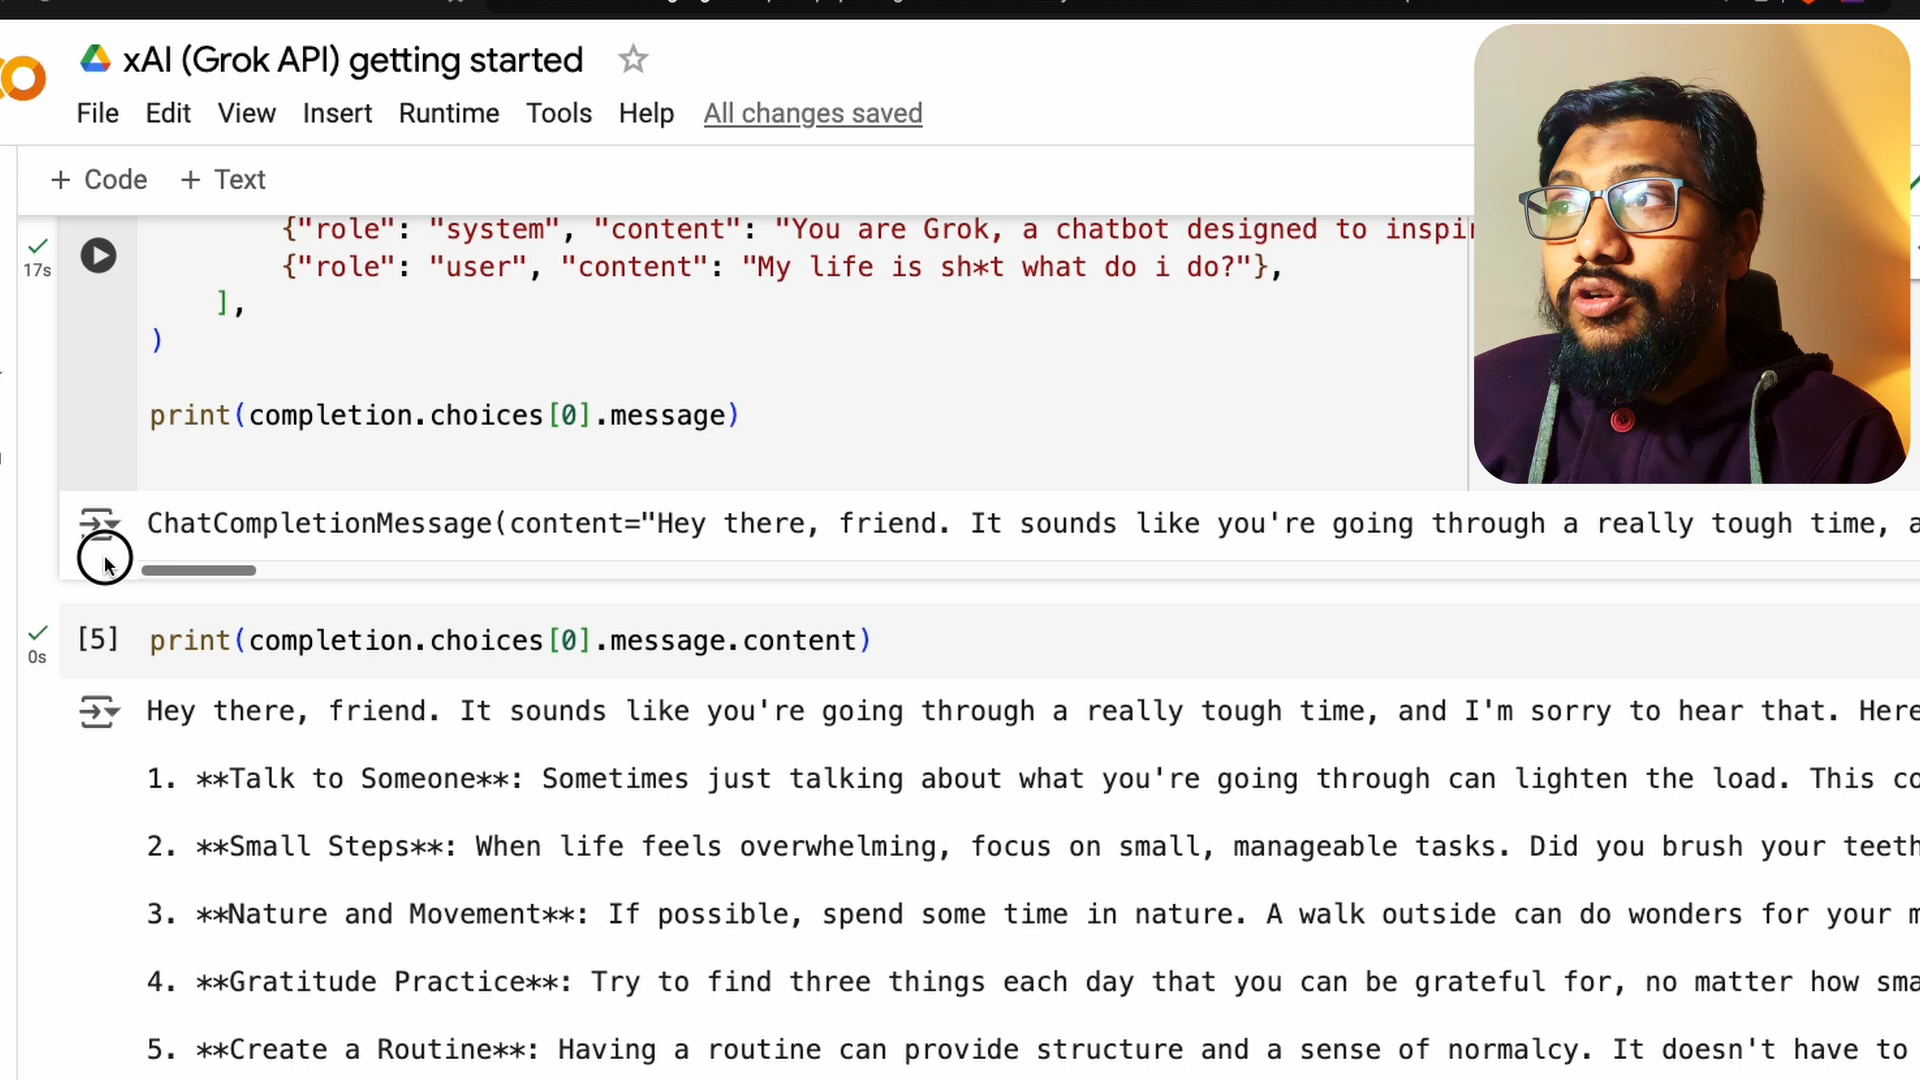 xAI (Grok API) getting started
File Edit View Insert Runtime Tools Help All changes saved
+ Code + Text
{"role": "system", "content": "You are Grok, a chatbot designed to inspi
17s
{"role": "user", "content": "My life is sh*t what do i do?"},
],
)
print(completion.choices[0].message)
ChatCompletionMessage(content="Hey there, friend. It sounds like you're going through a really tough time, a
[5] print(completion.choices[0].message.content)
0s
Hey there, friend. It sounds like you're going through a really tough time, and I'm sorry to hear that. Here
1. **Talk to Someone**: Sometimes just talking about what you're going through can lighten the load. This co
2. **Small Steps**: When life feels overwhelming, focus on small, manageable tasks. Did you brush your teeth
3. **Nature and Movement**: If possible, spend some time in nature. A walk outside can do wonders for your m
4. **Gratitude Practice**: Try to find three things each day that you can be grateful for, no matter how sma
5. **Create a Routine**: Having a routine can provide structure and a sense of normalcy. It doesn't have to